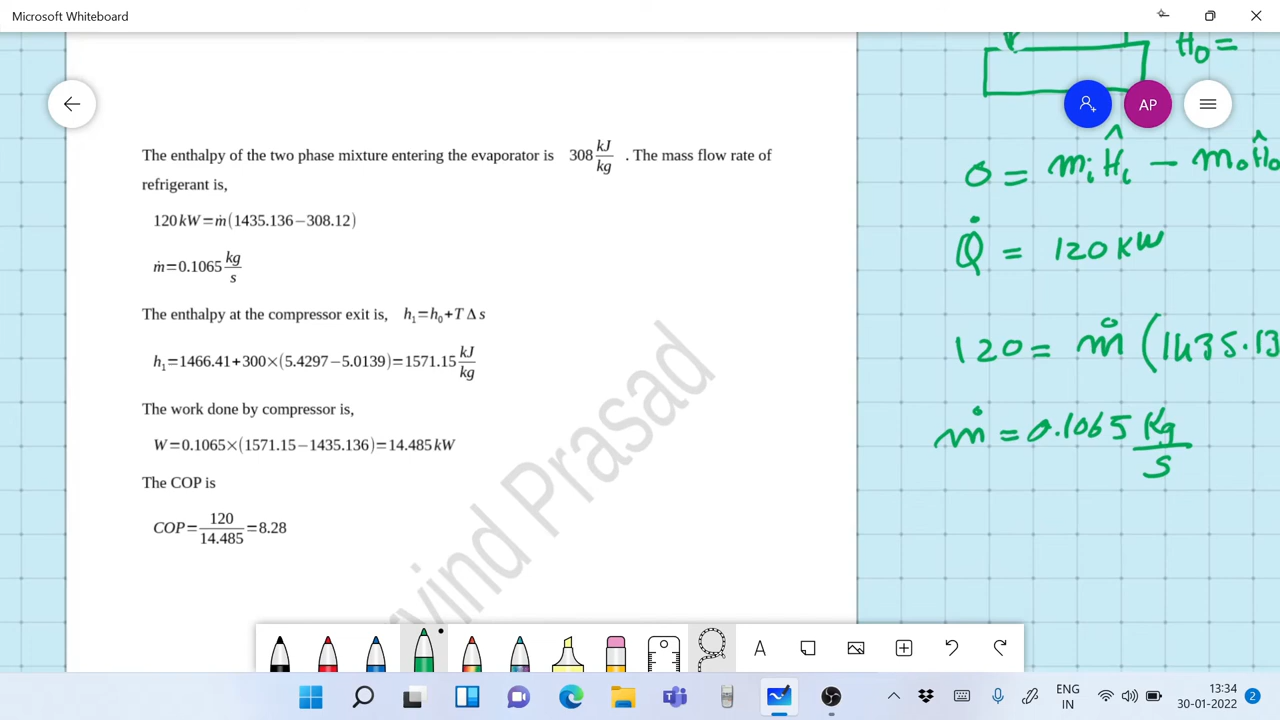 Microsoft Whiteboard
AP
The enthalpy of the two phase mixture entering the evaporator is 308 kJ/kg . The mass flow rate of
refrigerant is,
120 kW = ṁ(1435.136−308.12)
ṁ=0.1065 kg/s
The enthalpy at the compressor exit is, h₁=h₀+T Δ s
h₁=1466.41+300×(5.4297−5.0139)=1571.15 kJ/kg
The work done by compressor is,
W=0.1065×(1571.15−1435.136)=14.485 kW
The COP is
COP=120/14.485=8.28
rvind Prasad
H₀ =
0 = mᵢĤᵢ − m₀Ĥ₀
Q̇ = 120 kW
120 = ṁ (1435.13
ṁ = 0.1065 Kg/s
A
ENG
IN
13:34
30-01-2022
2